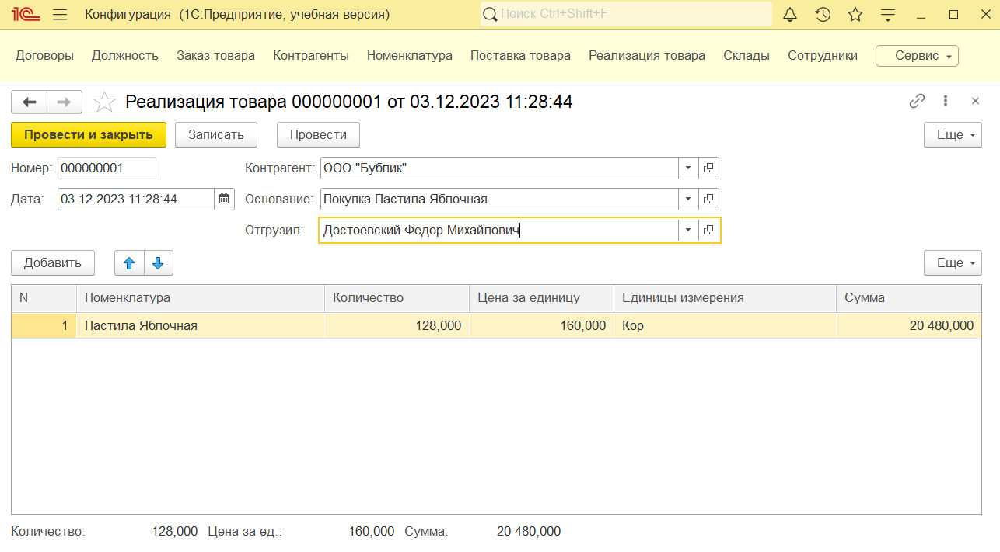 1С Конфигурация (1С:Предприятие, учебная версия) Поиск Ctrl+Shift+F
Договоры Должность Заказ товара Контрагенты Номенклатура Поставка товара Реализация товара Склады Сотрудники Сервис
Реализация товара 000000001 от 03.12.2023 11:28:44
Провести и закрыть Записать Провести Еще
Номер: 000000001 Контрагент: ООО "Бублик"
Дата: 03.12.2023 11:28:44 Основание: Покупка Пастила Яблочная
Отгрузил: Достоевский Федор Михайлович
Добавить Еще
N Номенклатура Количество Цена за единицу Единицы измерения Сумма
1 Пастила Яблочная 128,000 160,000 Кор 20 480,000
Количество: 128,000 Цена за ед.: 160,000 Сумма: 20 480,000